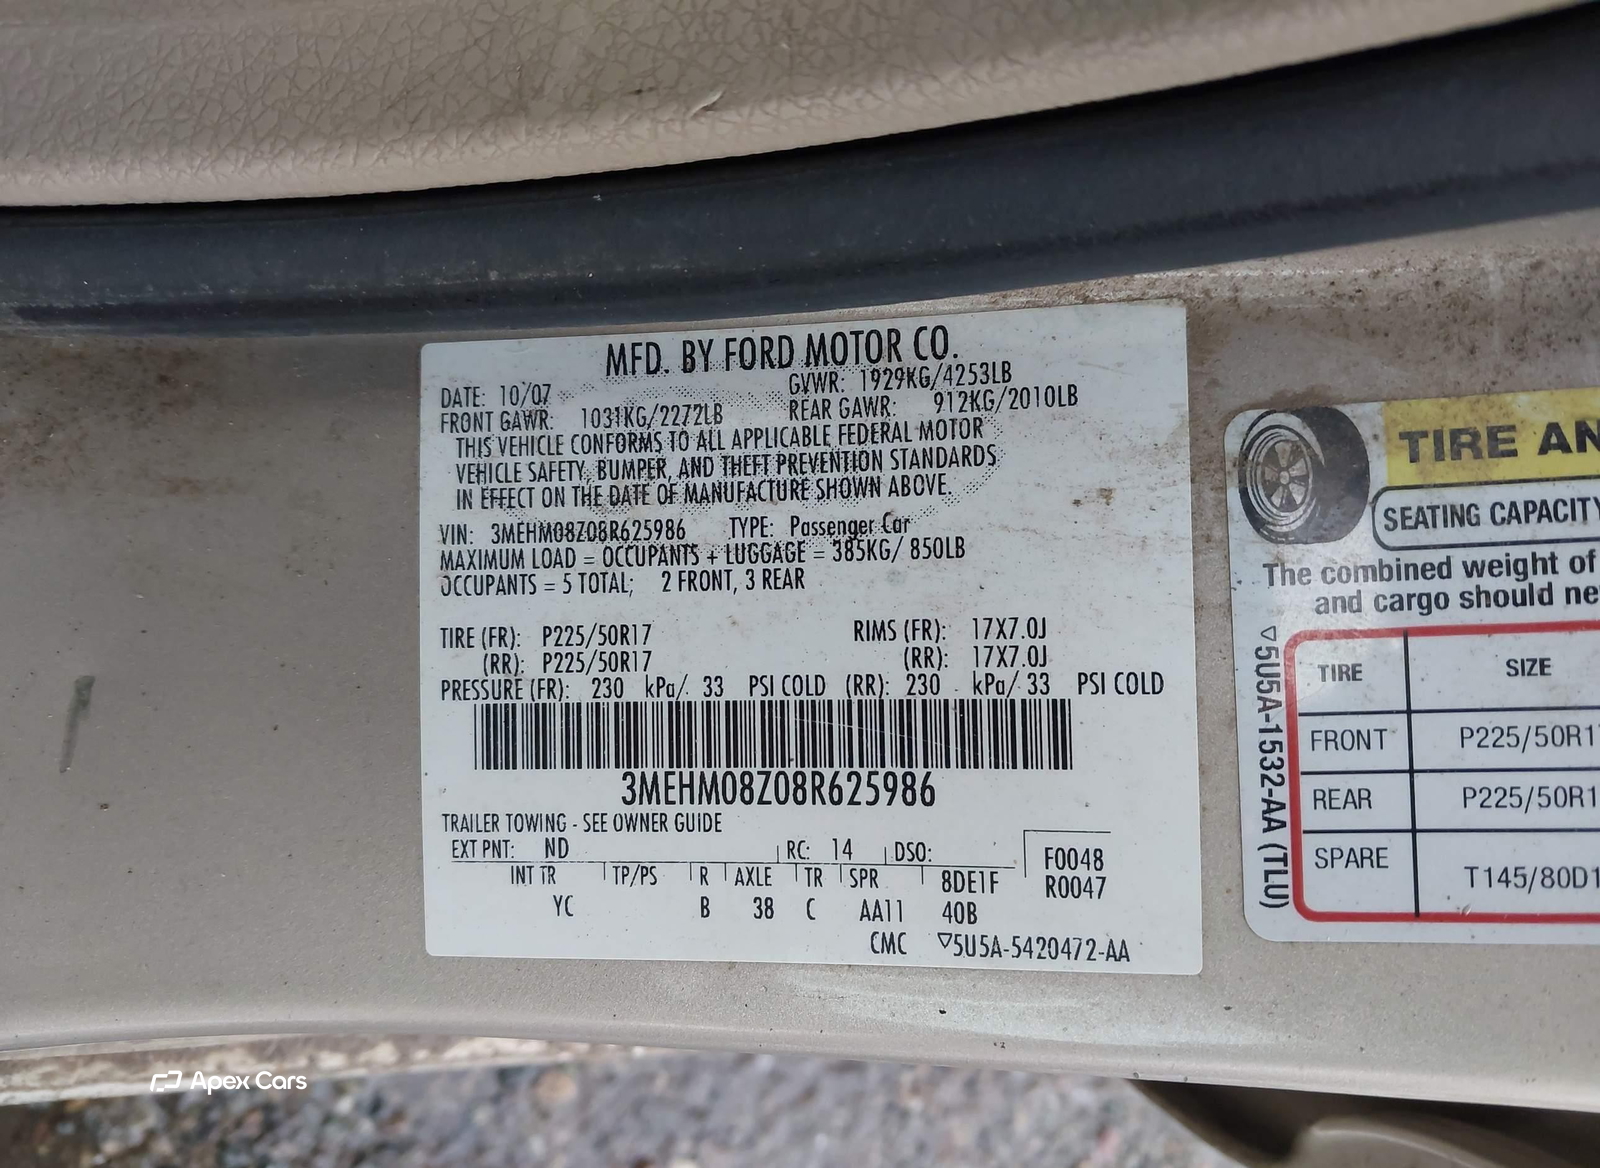 MFD. BY FORD MOTOR CO.
DATE: 10/07 GVWR: 1929KG/4253LB
FRONT GAWR: 1031KG/2272LB REAR GAWR: 912KG/2010LB
THIS VEHICLE CONFORMS TO ALL APPLICABLE FEDERAL MOTOR
VEHICLE SAFETY, BUMPER, AND THEFT PREVENTION STANDARDS
IN EFFECT ON THE DATE OF MANUFACTURE SHOWN ABOVE.
VIN: 3MEHM08Z08R625986 TYPE: Passenger Car
MAXIMUM LOAD = OCCUPANTS + LUGGAGE = 385KG/ 850LB
OCCUPANTS = 5 TOTAL; 2 FRONT, 3 REAR
TIRE (FR): P225/50R17 RIMS (FR): 17X7.0J
(RR): P225/50R17 (RR): 17X7.0J
PRESSURE (FR): 230 kPa/ 33 PSI COLD (RR): 230 kPa/ 33 PSI COLD
3MEHM08Z08R625986
TRAILER TOWING - SEE OWNER GUIDE
EXT PNT: ND RC: 14 DSO: F0048
INT TR TP/PS R AXLE TR SPR 8DE1F R0047
YC B 38 C AA11 40B
CMC ▽5U5A-5420472-AA
TIRE AN
SEATING CAPACITY
The combined weight of
and cargo should ne
▽5U5A-1532-AA (TLU)
TIRE SIZE
FRONT P225/50R1
REAR P225/50R1
SPARE T145/80D1
Apex Cars